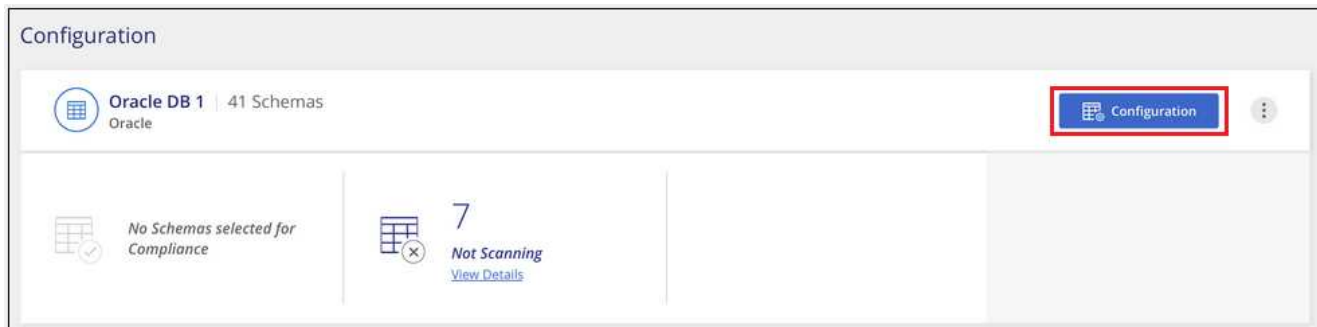 Configuration
Oracle DB 1 | 41 Schemas
Oracle
Configuration
No Schemas selected for
Compliance
7
Not Scanning
View Details